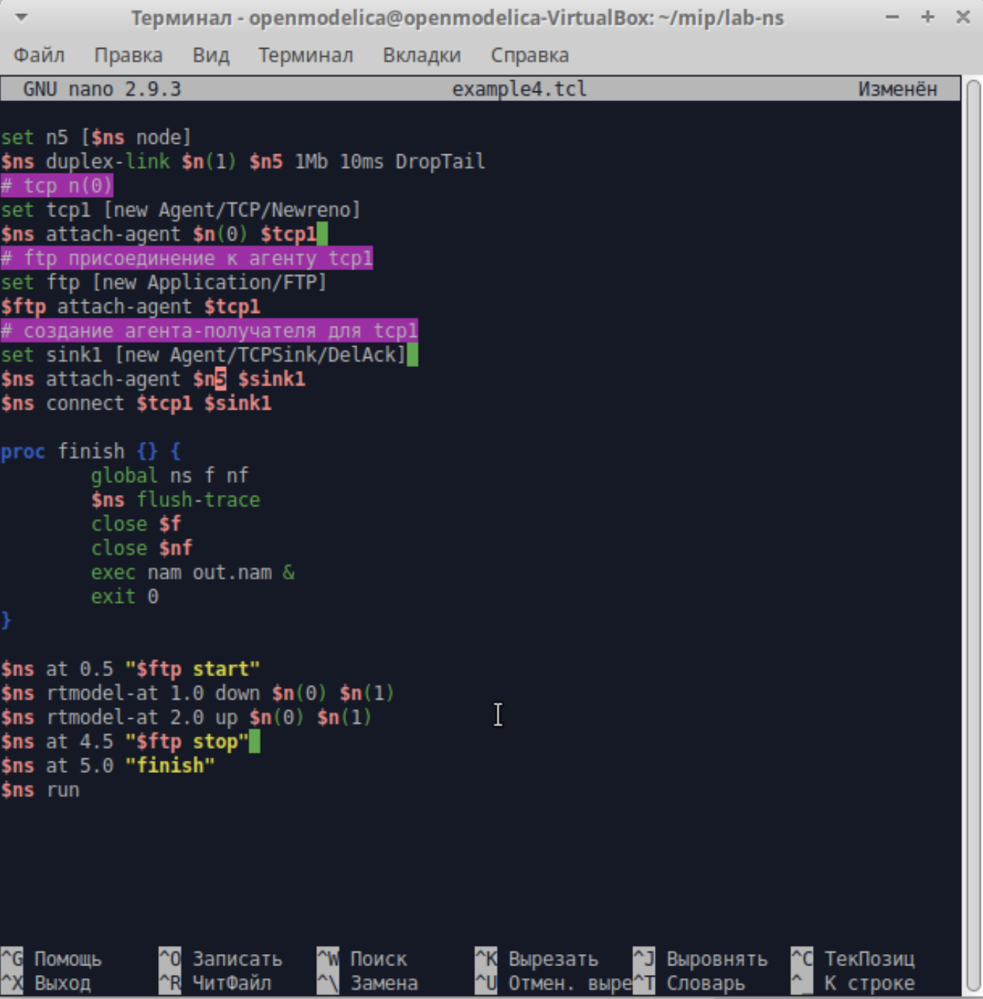 Терминал - openmodelica@openmodelica-VirtualBox: ~/mip/lab-ns
Файл Правка Вид Терминал Вкладки Справка
GNU nano 2.9.3 example4.tcl Изменён
set n5 [$ns node]
$ns duplex-link $n(1) $n5 1Mb 10ms DropTail
# tcp n(0)
set tcp1 [new Agent/TCP/Newreno]
$ns attach-agent $n(0) $tcp1
# ftp присоединение к агенту tcp1
set ftp [new Application/FTP]
$ftp attach-agent $tcp1
# создание агента-получателя для tcp1
set sink1 [new Agent/TCPSink/DelAck]
$ns attach-agent $n5 $sink1
$ns connect $tcp1 $sink1
proc finish {} {
global ns f nf
$ns flush-trace
close $f
close $nf
exec nam out.nam &
exit 0
}
$ns at 0.5 "$ftp start"
$ns rtmodel-at 1.0 down $n(0) $n(1)
$ns rtmodel-at 2.0 up $n(0) $n(1)
$ns at 4.5 "$ftp stop"
$ns at 5.0 "finish"
$ns run
^G Помощь ^O Записать ^W Поиск ^K Вырезать ^J Выровнять ^C ТекПозиц
^X Выход ^R ЧитФайл ^\ Замена ^U Отмен. выре^T Словарь ^_ К строке